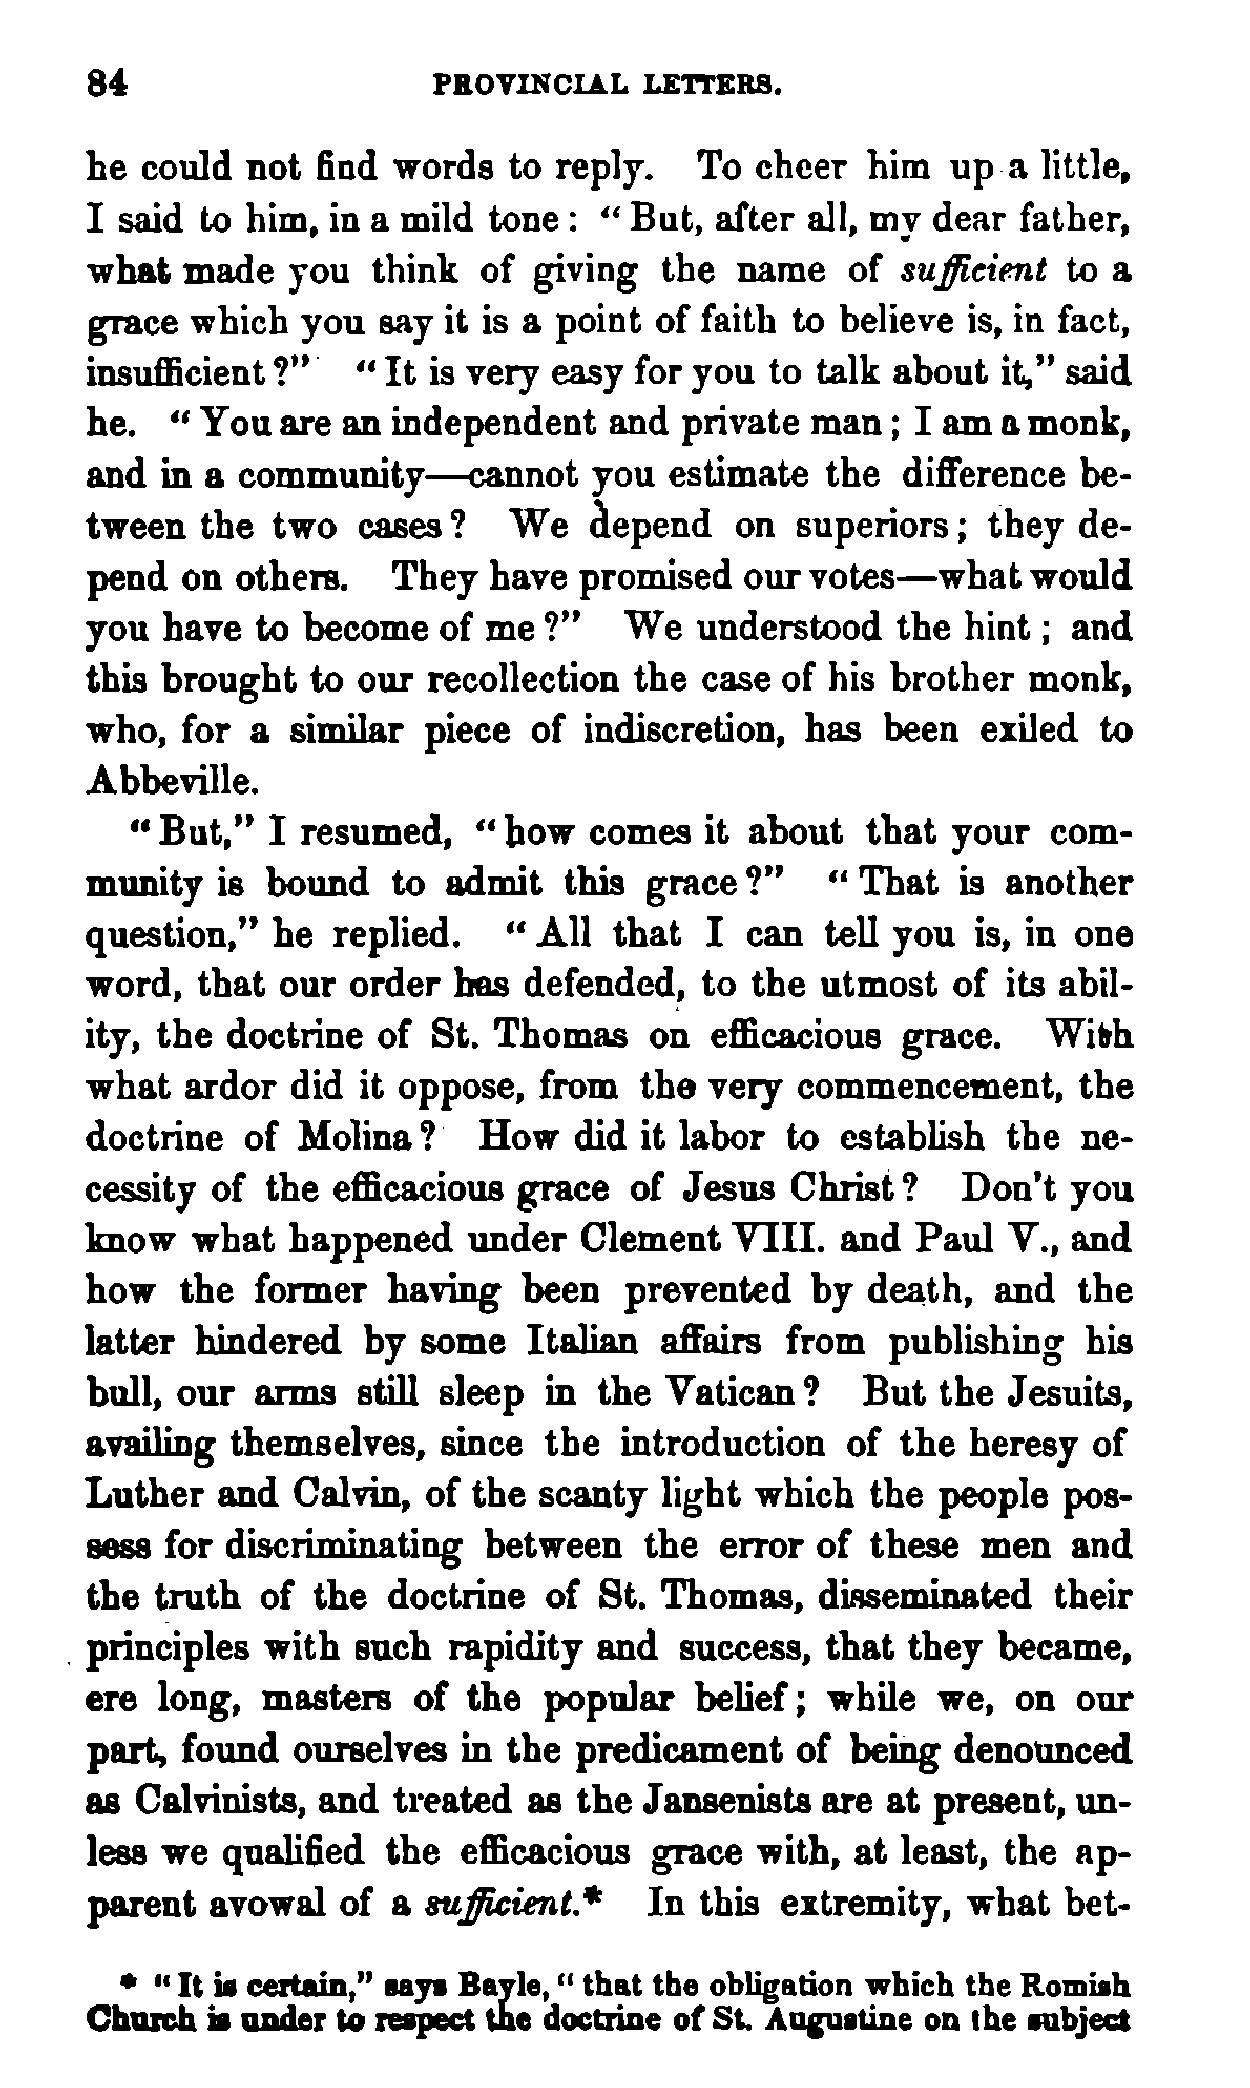 84 PROVINCIAL LETTERS.
he could not find words to reply. To cheer him up a little,
I said to him, in a mild tone: "But, after all, my dear father,
what made you think of giving the name of sufficient to a
grace which you say it is a point of faith to believe is, in fact,
insufficient?" "It is very easy for you to talk about it," said
he. "You are an independent and private man; I am a monk,
and in a community—cannot you estimate the difference be-
tween the two cases? We depend on superiors; they de-
pend on others. They have promised our votes—what would
you have to become of me?" We understood the hint; and
this brought to our recollection the case of his brother monk,
who, for a similar piece of indiscretion, has been exiled to
Abbeville.
"But," I resumed, "how comes it about that your com-
munity is bound to admit this grace?" "That is another
question," he replied. "All that I can tell you is, in one
word, that our order has defended, to the utmost of its abil-
ity, the doctrine of St. Thomas on efficacious grace. With
what ardor did it oppose, from the very commencement, the
doctrine of Molina? How did it labor to establish the ne-
cessity of the efficacious grace of Jesus Christ? Don't you
know what happened under Clement VIII. and Paul V., and
how the former having been prevented by death, and the
latter hindered by some Italian affairs from publishing his
bull, our arms still sleep in the Vatican? But the Jesuits,
availing themselves, since the introduction of the heresy of
Luther and Calvin, of the scanty light which the people pos-
sess for discriminating between the error of these men and
the truth of the doctrine of St. Thomas, disseminated their
principles with such rapidity and success, that they became,
ere long, masters of the popular belief; while we, on our
part, found ourselves in the predicament of being denounced
as Calvinists, and treated as the Jansenists are at present, un-
less we qualified the efficacious grace with, at least, the ap-
parent avowal of a sufficient.* In this extremity, what bet-
* "It is certain," says Bayle, "that the obligation which the Romish
Church is under to respect the doctrine of St. Augustine on the subject